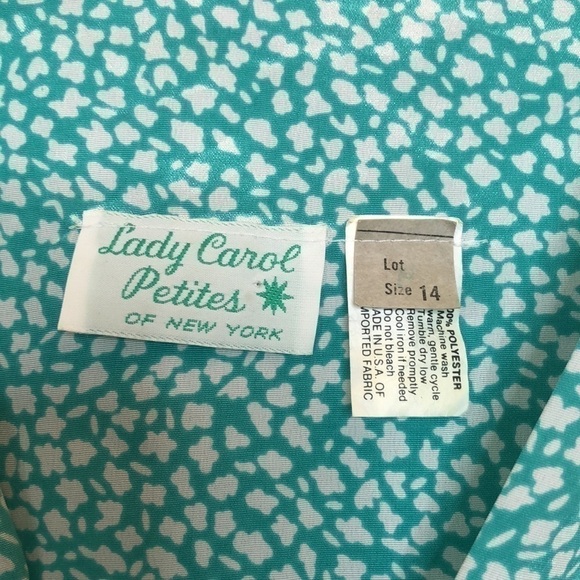 Lady Carol
Petites
OF NEW YORK
Lot
Size 14
00% POLYESTER
Machine wash
warm, gentle cycle
Tumble dry low
Remove promptly
Cool iron if needed
Do not bleach
MADE IN U.S.A. OF
IMPORTED FABRIC